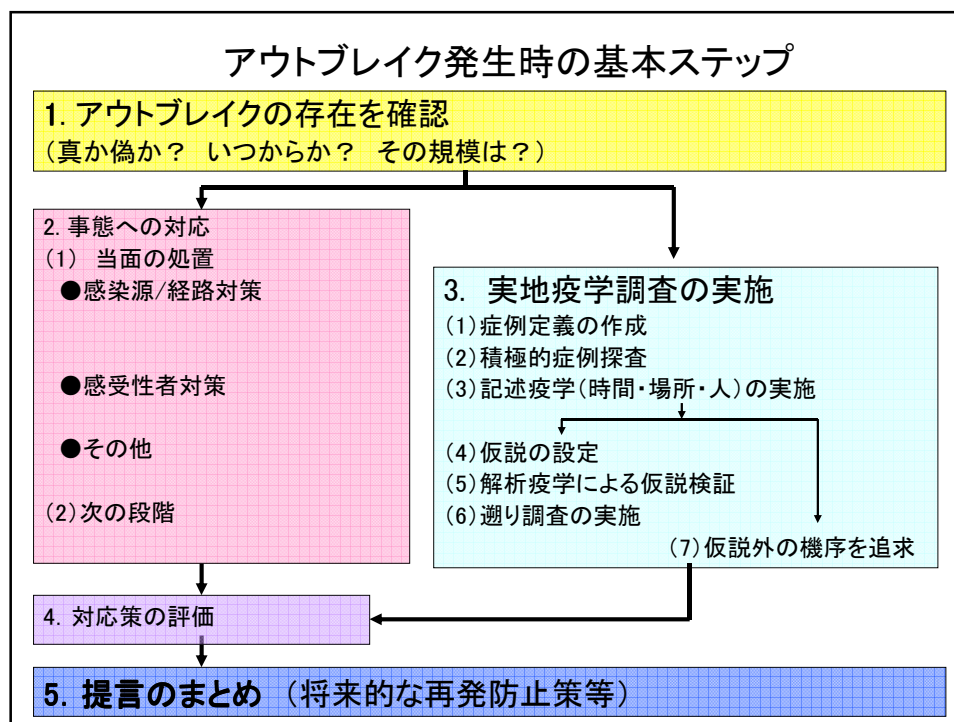 アウトブレイク発生時の基本ステップ
1. アウトブレイクの存在を確認
（真か偽か？ いつからか？ その規模は？）
2. 事態への対応
(1) 当面の処置
●感染源/経路対策
●感受性者対策
●その他
(2)次の段階
3. 実地疫学調査の実施
(1)症例定義の作成
(2)積極的症例探査
(3)記述疫学(時間・場所・人)の実施
(4)仮説の設定
(5)解析疫学による仮説検証
(6)遡り調査の実施
(7)仮説外の機序を追求
4. 対応策の評価
5. 提言のまとめ （将来的な再発防止策等）